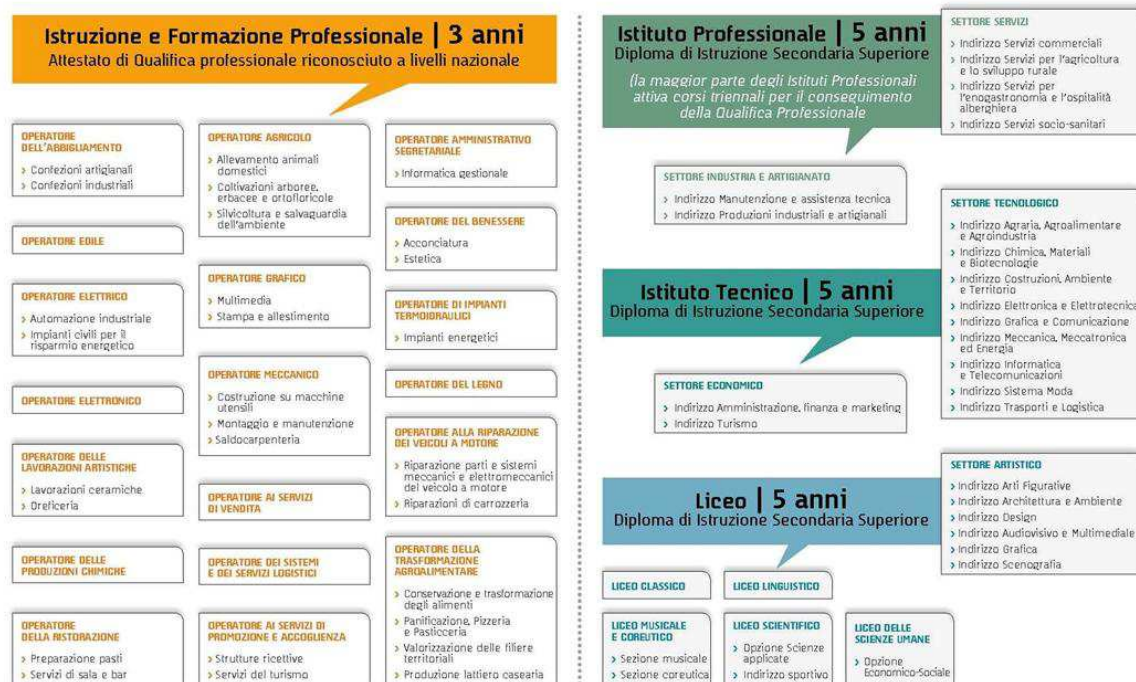 Istruzione e Formazione Professionale | 3 anni
Attestato di Qualifica professionale riconosciuto a livelli nazionale
OPERATORE
DELL'ABBIGLIAMENTO
› Confezioni artigianali
› Confezioni industriali
OPERATORE EDILE
OPERATORE ELETTRICO
› Automazione industriale
› Impianti civili per il
risparmio energetico
OPERATORE ELETTRONICO
OPERATORE DELLE
LAVORAZIONI ARTISTICHE
› Lavorazioni ceramiche
› Oreficeria
OPERATORE DELLE
PRODUZIONI CHIMICHE
OPERATORE
DELLA RISTORAZIONE
› Preparazione pasti
› Servizi di sala e bar
OPERATORE AGRICOLO
› Allevamento animali
domestici
› Coltivazioni arboree,
erbacee e ortofloricole
› Silvicoltura e salvaguardia
dell'ambiente
OPERATORE GRAFICO
› Multimedia
› Stampa e allestimento
OPERATORE MECCANICO
› Costruzione su macchine
utensili
› Montaggio e manutenzione
› Saldocarpenteria
OPERATORE AI SERVIZI
DI VENDITA
OPERATORE DEI SISTEMI
E DEI SERVIZI LOGISTICI
OPERATORE AI SERVIZI DI
PROMOZIONE E ACCOGLIENZA
› Strutture ricettive
› Servizi del turismo
OPERATORE AMMINISTRATIVO
SEGRETARIALE
› Informatica gestionale
OPERATORE DEL BENESSERE
› Acconciatura
› Estetica
OPERATORE DI IMPIANTI
TERMOIDRAULICI
› Impianti energetici
OPERATORE DEL LEGNO
OPERATORE ALLA RIPARAZIONE
DEI VEICOLI A MOTORE
› Riparazione parti e sistemi
meccanici e elettromeccanici
del veicolo a motore
› Riparazioni di carrozzeria
OPERATORE DELLA
TRASFORMAZIONE
AGROALIMENTARE
› Conservazione e trasformazione
degli alimenti
› Panificazione, Pizzeria
e Pasticceria
› Valorizzazione delle filiere
territoriali
› Produzione lattiero casearia
Istituto Professionale | 5 anni
Diploma di Istruzione Secondaria Superiore
(la maggior parte degli Istituti Professionali
attiva corsi triennali per il conseguimento
della Qualifica Professionale
SETTORE SERVIZI
› Indirizzo Servizi commerciali
› Indirizzo Servizi per l'agricoltura
e lo sviluppo rurale
› Indirizzo Servizi per
l'enogastronomia e l'ospitalità
alberghiera
› Indirizzo Servizi socio-sanitari
SETTORE INDUSTRIA E ARTIGIANATO
› Indirizzo Manutenzione e assistenza tecnica
› Indirizzo Produzioni industriali e artigianali
Istituto Tecnico | 5 anni
Diploma di Istruzione Secondaria Superiore
SETTORE TECNOLOGICO
› Indirizzo Agraria, Agroalimentare
e Agroindustria
› Indirizzo Chimica, Materiali
e Biotecnologie
› Indirizzo Costruzioni, Ambiente
e Territorio
› Indirizzo Elettronica e Elettrotecnica
› Indirizzo Grafica e Comunicazione
› Indirizzo Meccanica, Meccatronica
ed Energia
› Indirizzo Informatica
e Telecomunicazioni
› Indirizzo Sistema Moda
› Indirizzo Trasporti e Logistica
SETTORE ECONOMICO
› Indirizzo Amministrazione, finanza e marketing
› Indirizzo Turismo
Liceo | 5 anni
Diploma di Istruzione Secondaria Superiore
SETTORE ARTISTICO
› Indirizzo Arti Figurative
› Indirizzo Architettura e Ambiente
› Indirizzo Design
› Indirizzo Audiovisivo e Multimediale
› Indirizzo Grafica
› Indirizzo Scenografia
LICEO CLASSICO
LICEO LINGUISTICO
LICEO MUSICALE
E COREUTICO
› Sezione musicale
› Sezione coreutica
LICEO SCIENTIFICO
› Opzione Scienze
applicate
› Indirizzo sportivo
LICEO DELLE
SCIENZE UMANE
› Opzione
Economico-Sociale